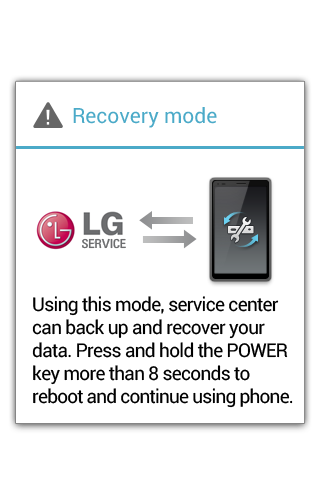 Recovery mode
LG
SERVICE
Using this mode, service center
can back up and recover your
data. Press and hold the POWER
key more than 8 seconds to
reboot and continue using phone.